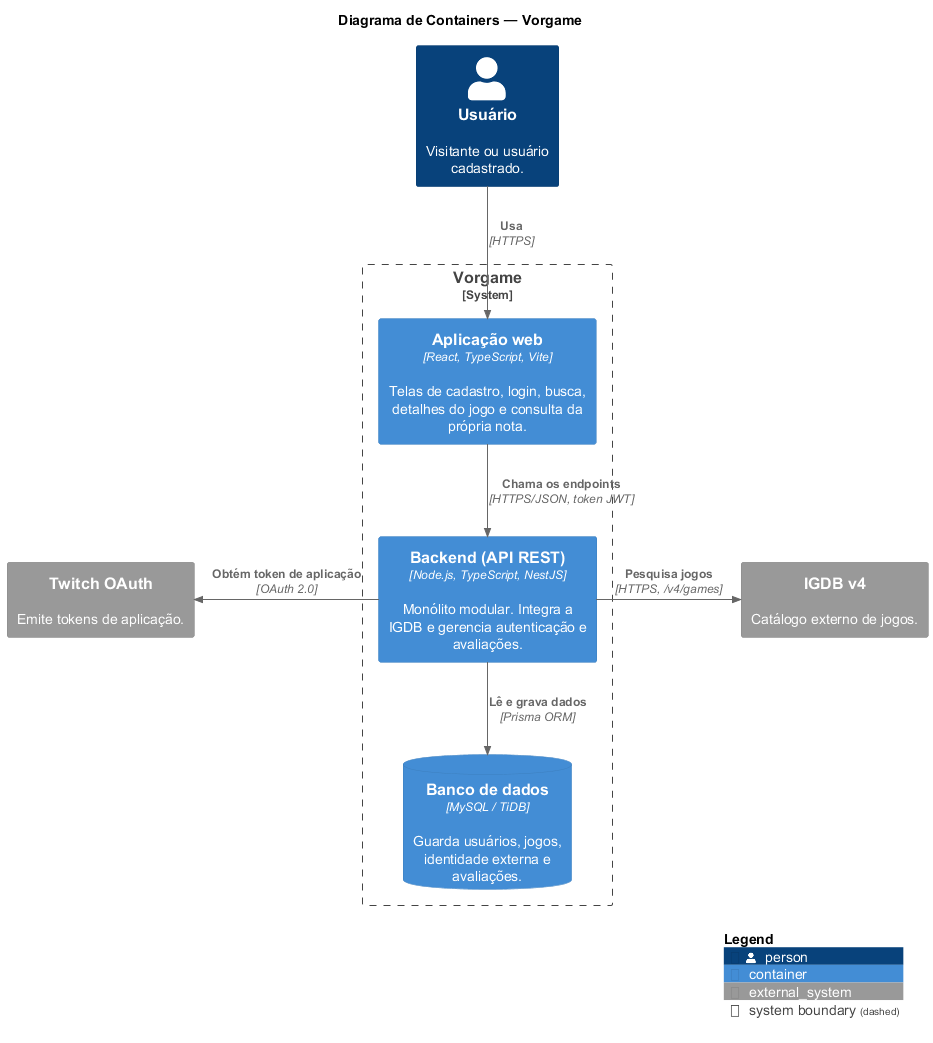 Diagrama de Containers — Vorgame
Usuário
Visitante ou usuário
cadastrado.
Usa
[HTTPS]
Vorgame
[System]
Aplicação web
[React, TypeScript, Vite]
Telas de cadastro, login, busca,
detalhes do jogo e consulta da
própria nota.
Chama os endpoints
[HTTPS/JSON, token JWT]
Twitch OAuth
Emite tokens de aplicação.
Obtém token de aplicação
[OAuth 2.0]
Backend (API REST)
[Node.js, TypeScript, NestJS]
Monólito modular. Integra a
IGDB e gerencia autenticação e
avaliações.
Pesquisa jogos
[HTTPS, /v4/games]
IGDB v4
Catálogo externo de jogos.
Lê e grava dados
[Prisma ORM]
Banco de dados
[MySQL / TiDB]
Guarda usuários, jogos,
identidade externa e
avaliações.
Legend
person
container
external_system
system boundary (dashed)